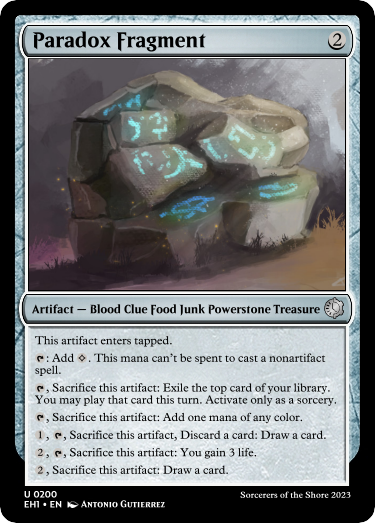 Paradox Fragment 2
Artifact — Blood Clue Food Junk Powerstone Treasure
This artifact enters tapped.
: Add . This mana can't be spent to cast a nonartifact
spell.
, Sacrifice this artifact: Exile the top card of your library.
You may play that card this turn. Activate only as a sorcery.
, Sacrifice this artifact: Add one mana of any color.
1, , Sacrifice this artifact, Discard a card: Draw a card.
2, , Sacrifice this artifact: You gain 3 life.
2, Sacrifice this artifact: Draw a card.
U 0200
EH1 • EN Antonio Gutierrez
Sorcerers of the Shore 2023